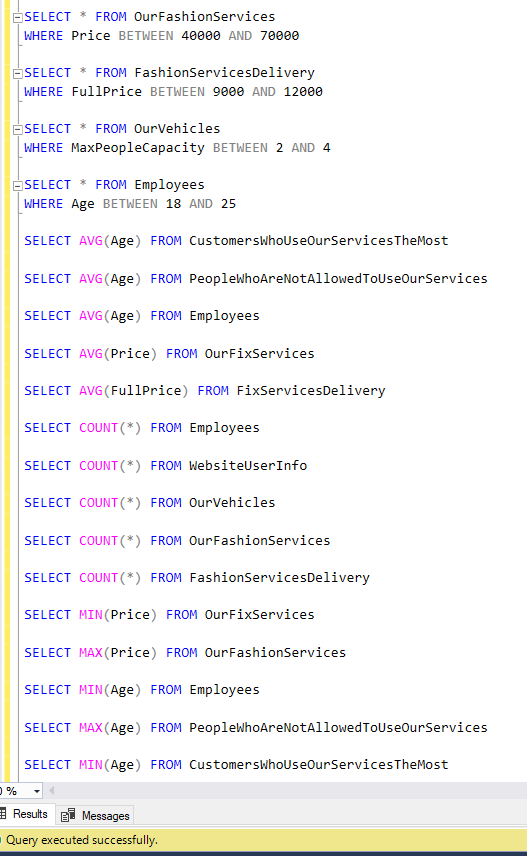 SELECT * FROM OurFashionServices
WHERE Price BETWEEN 40000 AND 70000
SELECT * FROM FashionServicesDelivery
WHERE FullPrice BETWEEN 9000 AND 12000
SELECT * FROM OurVehicles
WHERE MaxPeopleCapacity BETWEEN 2 AND 4
SELECT * FROM Employees
WHERE Age BETWEEN 18 AND 25
SELECT AVG(Age) FROM CustomersWhoUseOurServicesTheMost
SELECT AVG(Age) FROM PeopleWhoAreNotAllowedToUseOurServices
SELECT AVG(Age) FROM Employees
SELECT AVG(Price) FROM OurFixServices
SELECT AVG(FullPrice) FROM FixServicesDelivery
SELECT COUNT(*) FROM Employees
SELECT COUNT(*) FROM WebsiteUserInfo
SELECT COUNT(*) FROM OurVehicles
SELECT COUNT(*) FROM OurFashionServices
SELECT COUNT(*) FROM FashionServicesDelivery
SELECT MIN(Price) FROM OurFixServices
SELECT MAX(Price) FROM OurFashionServices
SELECT MIN(Age) FROM Employees
SELECT MAX(Age) FROM PeopleWhoAreNotAllowedToUseOurServices
SELECT MIN(Age) FROM CustomersWhoUseOurServicesTheMost
%
Results Messages
Query executed successfully.